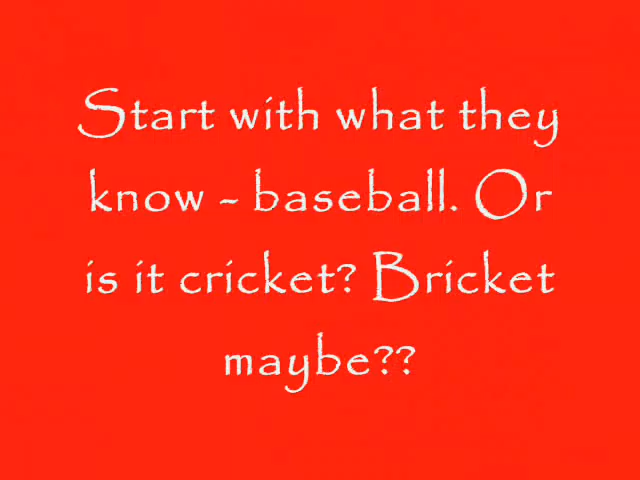 Start with what they
know - baseball. Or
is it cricket? Bricket
maybe??